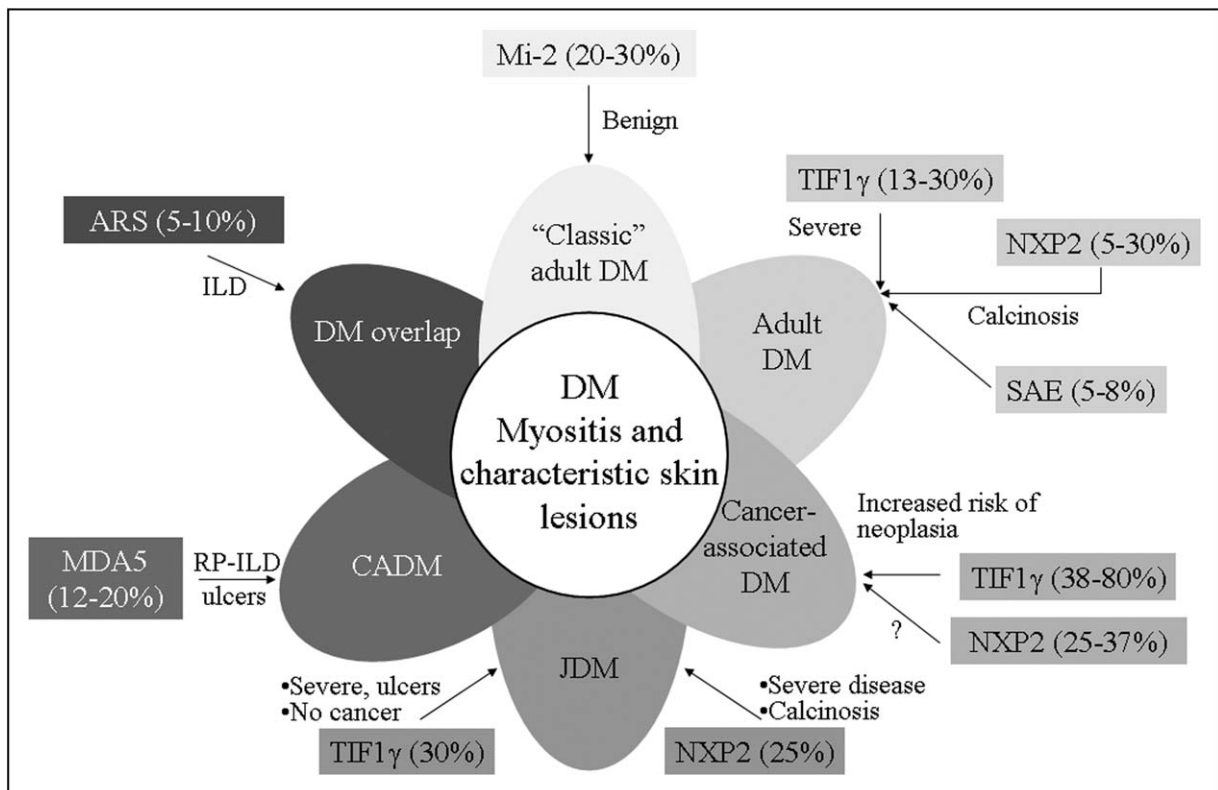 Mi-2 (20-30%)
Benign
“Classic”
adult DM
TIF1γ (13-30%)
Severe
NXP2 (5-30%)
Calcinosis
SAE (5-8%)
Adult
DM
ARS (5-10%)
ILD
DM overlap
DM
Myositis and
characteristic skin
lesions
Cancer-
associated
DM
Increased risk of
neoplasia
TIF1γ (38-80%)
?
NXP2 (25-37%)
MDA5
(12-20%)
RP-ILD
ulcers
CADM
JDM
•Severe, ulcers
•No cancer
TIF1γ (30%)
•Severe disease
•Calcinosis
NXP2 (25%)